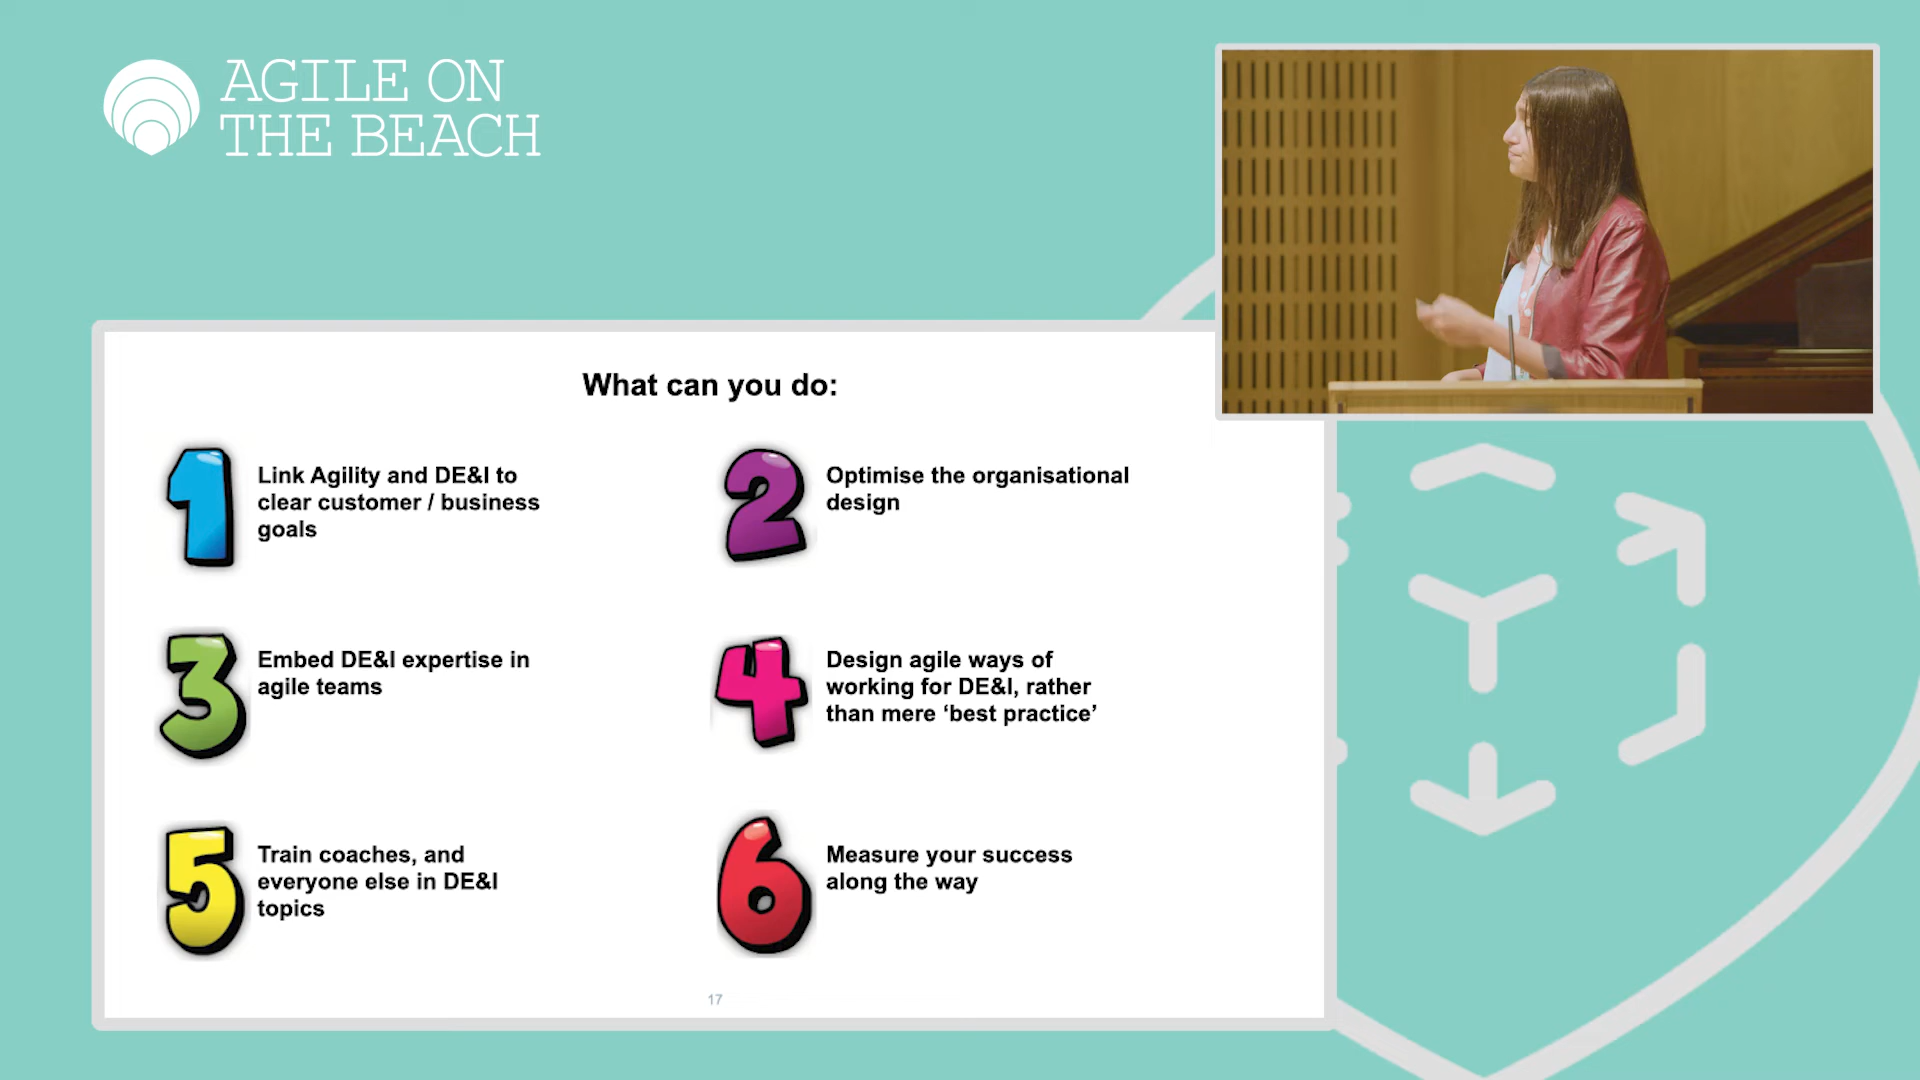 AGILE ON
THE BEACH
What can you do:
1
Link Agility and DE&I to
clear customer / business
goals
2
Optimise the organisational
design
3
Embed DE&I expertise in
agile teams
4
Design agile ways of
working for DE&I, rather
than mere ‘best practice’
5
Train coaches, and
everyone else in DE&I
topics
6
Measure your success
along the way
17